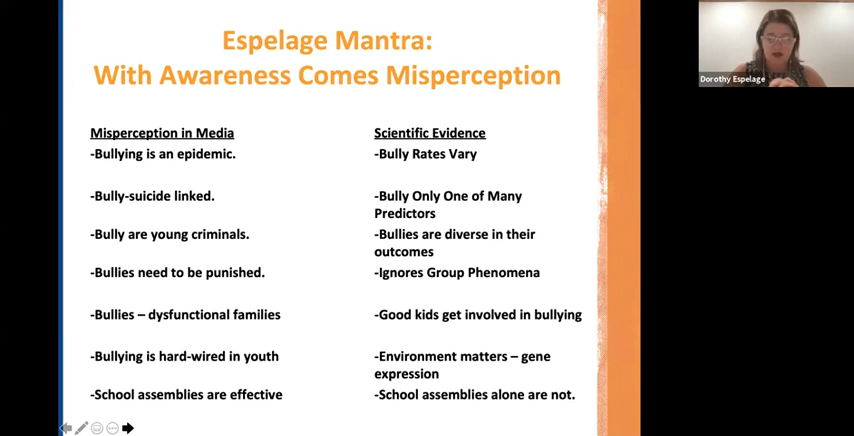 Espelage Mantra:
With Awareness Comes Misperception
Dorothy Espelage
Misperception in Media
-Bullying is an epidemic.
-Bully-suicide linked.
-Bully are young criminals.
-Bullies need to be punished.
-Bullies – dysfunctional families
-Bullying is hard-wired in youth
-School assemblies are effective
Scientific Evidence
-Bully Rates Vary
-Bully Only One of Many
Predictors
-Bullies are diverse in their
outcomes
-Ignores Group Phenomena
-Good kids get involved in bullying
-Environment matters – gene
expression
-School assemblies alone are not.